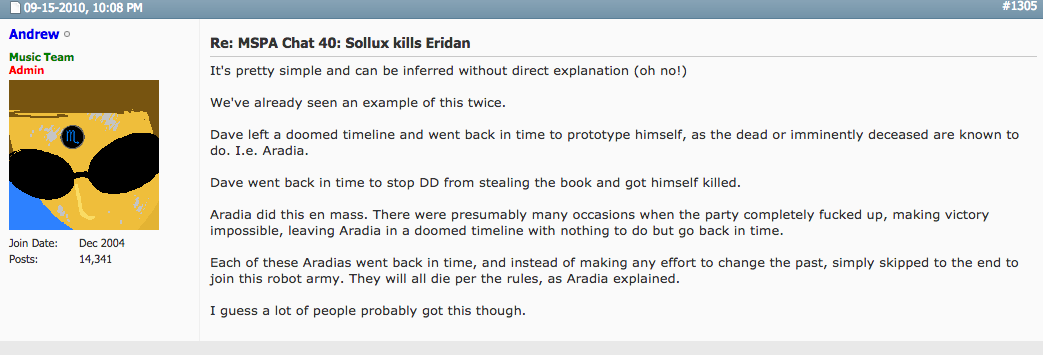 09-15-2010, 10:08 PM #1305
Andrew
Music Team
Admin
♏
Join Date: Dec 2004
Posts: 14,341
Re: MSPA Chat 40: Sollux kills Eridan
It's pretty simple and can be inferred without direct explanation (oh no!)
We've already seen an example of this twice.
Dave left a doomed timeline and went back in time to prototype himself, as the dead or imminently deceased are known to
do. I.e. Aradia.
Dave went back in time to stop DD from stealing the book and got himself killed.
Aradia did this en mass. There were presumably many occasions when the party completely fucked up, making victory
impossible, leaving Aradia in a doomed timeline with nothing to do but go back in time.
Each of these Aradias went back in time, and instead of making any effort to change the past, simply skipped to the end to
join this robot army. They will all die per the rules, as Aradia explained.
I guess a lot of people probably got this though.